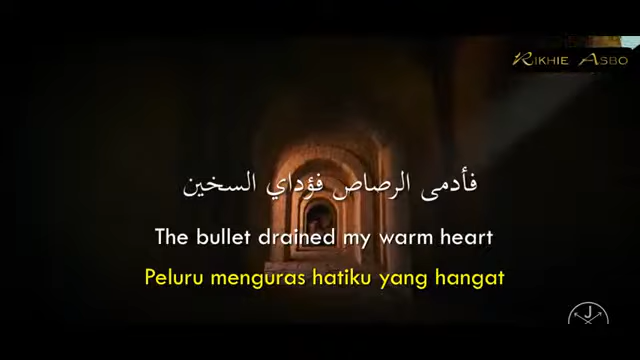 RIKHIE ASBO
فأدمى الرصاص فؤداي السخين
The bullet drained my warm heart
Peluru menguras hatiku yang hangat
J